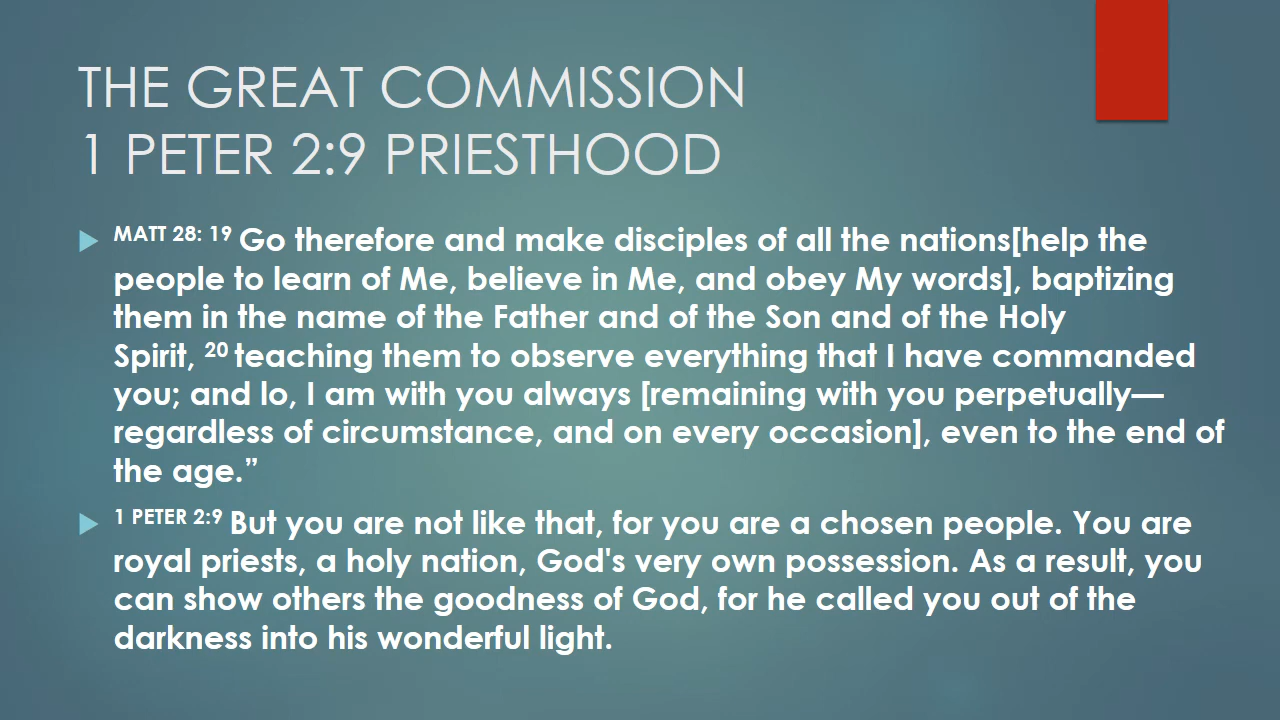 THE GREAT COMMISSION
1 PETER 2:9 PRIESTHOOD
MATT 28: 19 Go therefore and make disciples of all the nations[help the
people to learn of Me, believe in Me, and obey My words], baptizing
them in the name of the Father and of the Son and of the Holy
Spirit, 20 teaching them to observe everything that I have commanded
you; and lo, I am with you always [remaining with you perpetually—
regardless of circumstance, and on every occasion], even to the end of
the age.”
1 PETER 2:9 But you are not like that, for you are a chosen people. You are
royal priests, a holy nation, God's very own possession. As a result, you
can show others the goodness of God, for he called you out of the
darkness into his wonderful light.